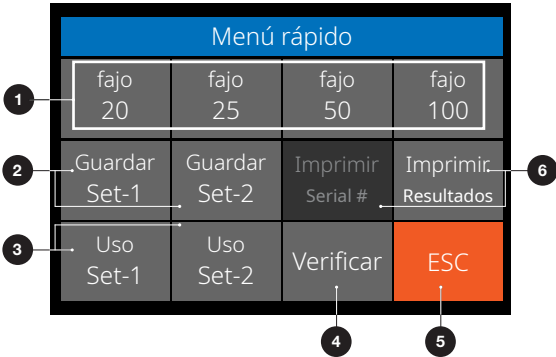 Menú rápido
1
fajo fajo fajo fajo
20 25 50 100
2
Guardar Guardar Imprimir Imprimir
Set-1 Set-2 Serial # Resultados
6
3
Uso Uso Verificar ESC
Set-1 Set-2
4 5